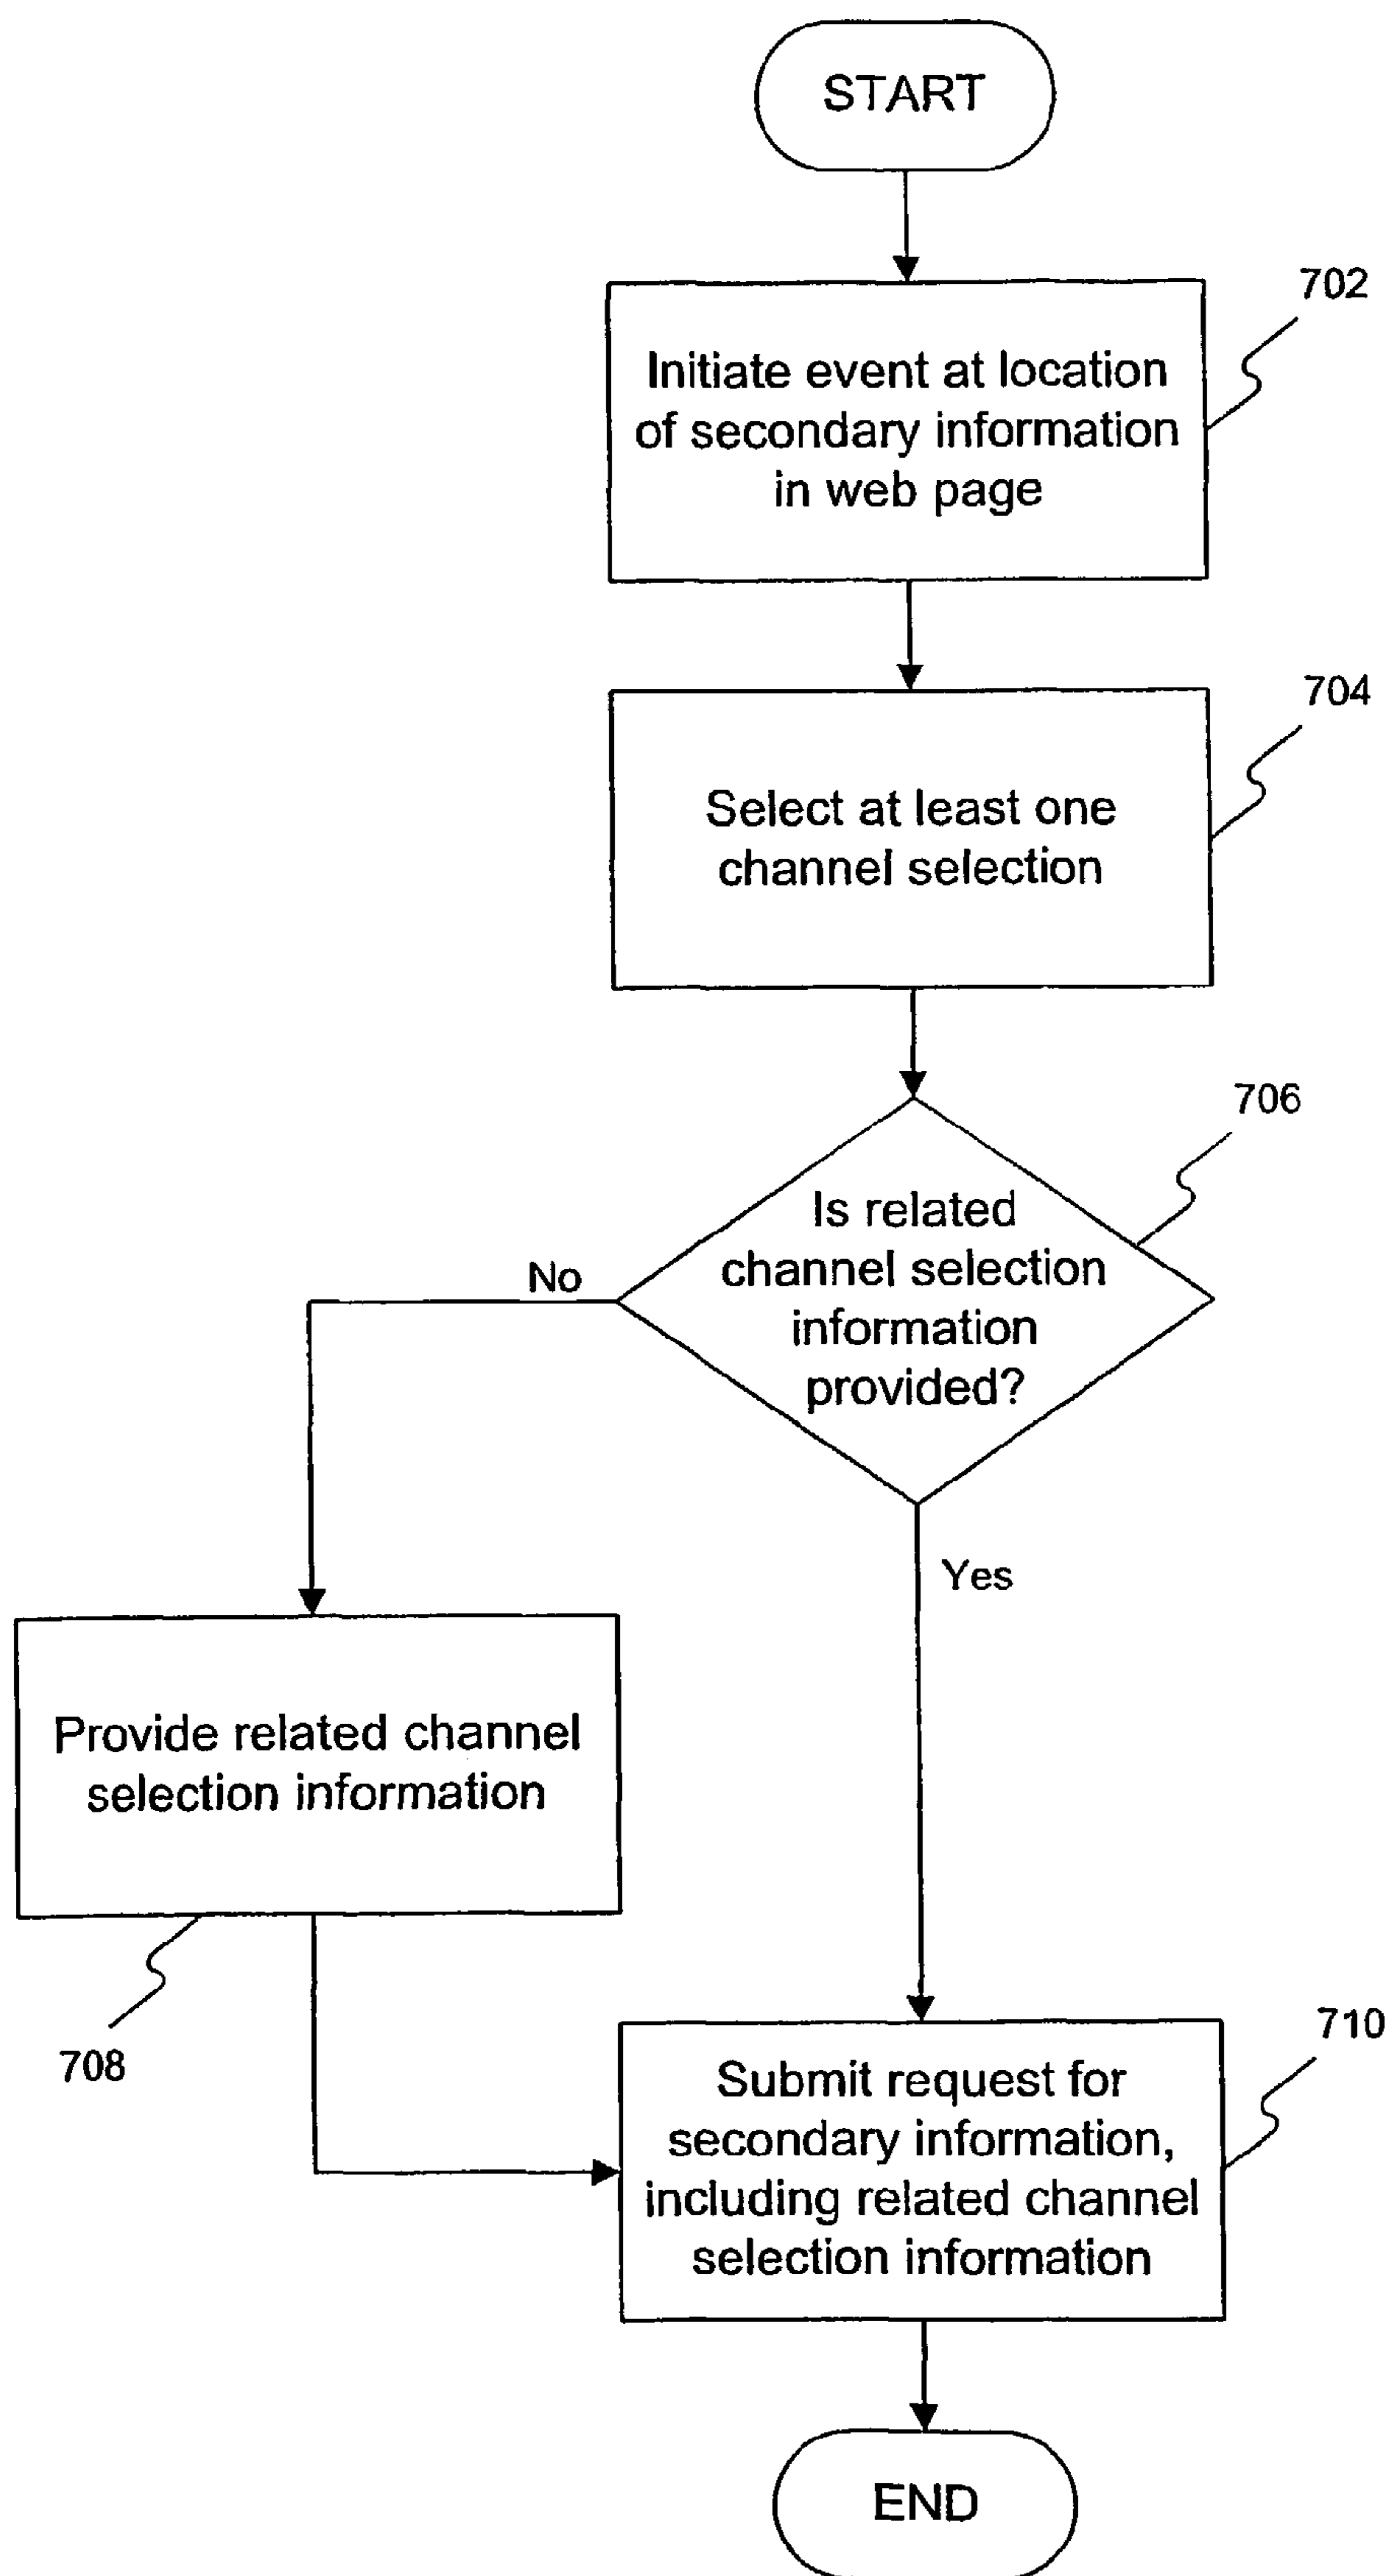 START
702
Initiate event at location
of secondary information
in web page
704
Select at least one
channel selection
706
Is related
channel selection
information
provided?
No
Yes
Provide related channel
selection information
708
710
Submit request for
secondary information,
including related channel
selection information
END